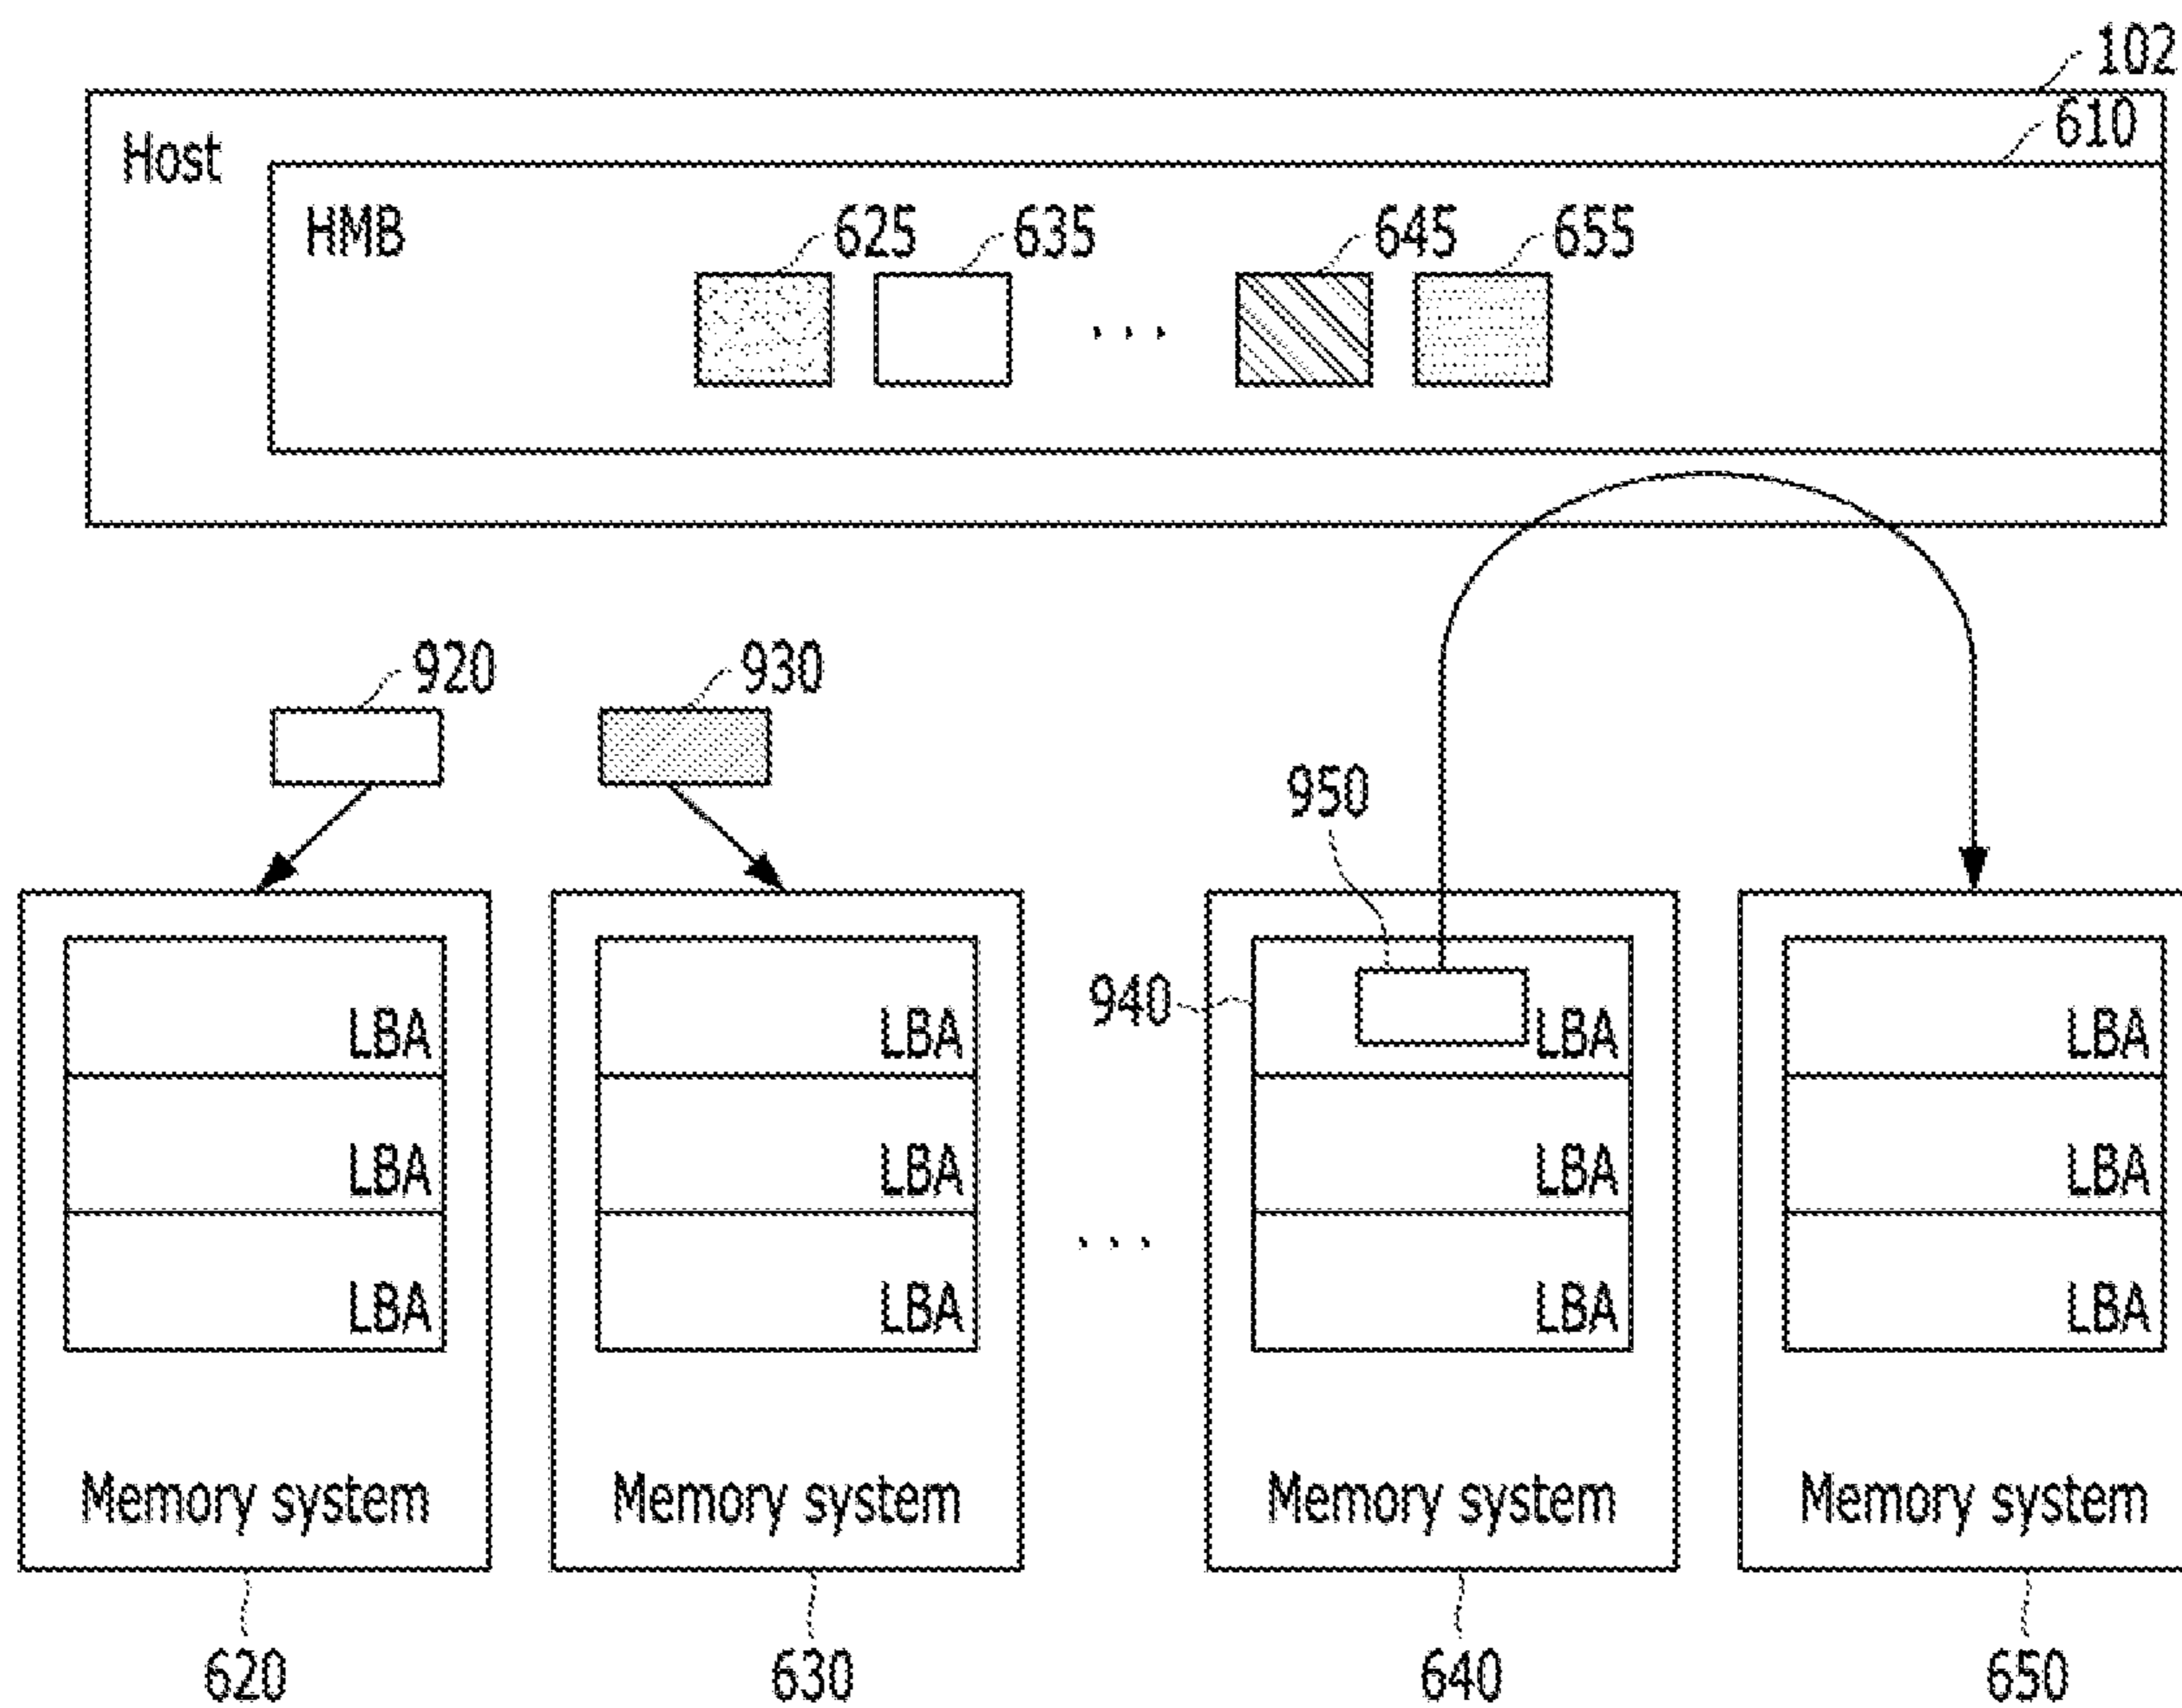 102
610
Host
HMB
625 635 ... 645 655
920 930
950
940
LBA LBA LBA LBA
LBA LBA LBA LBA
...
LBA LBA LBA LBA
Memory system Memory system Memory system Memory system
620 630 640 650